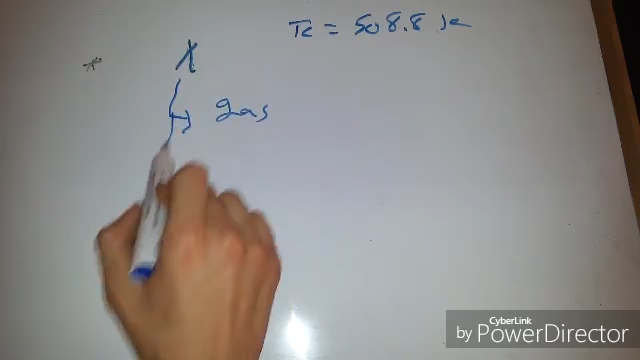 Tc = 508.8 K
* X
gas
CyberLink
by PowerDirector